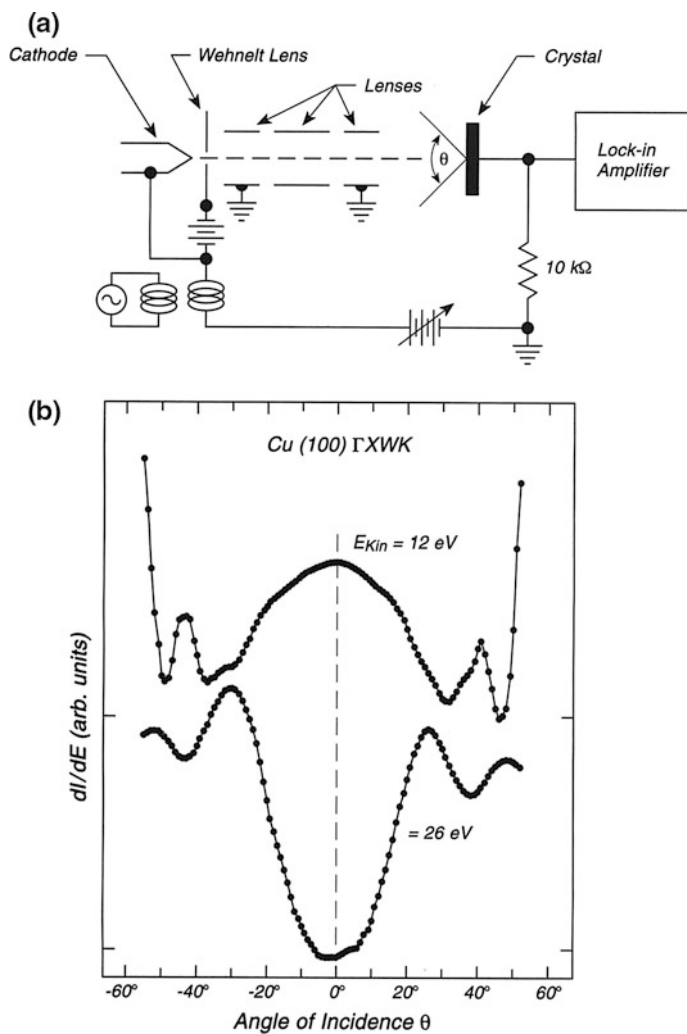 (a)
Cathode
Wehnelt Lens
Lenses
Crystal
θ
Lock-in
Amplifier
10 kΩ
(b)
Cu (100) ΓXWK
E_Kin = 12 eV
= 26 eV
dI/dE (arb. units)
-60° -40° -20° 0° 20° 40° 60°
Angle of Incidence θ